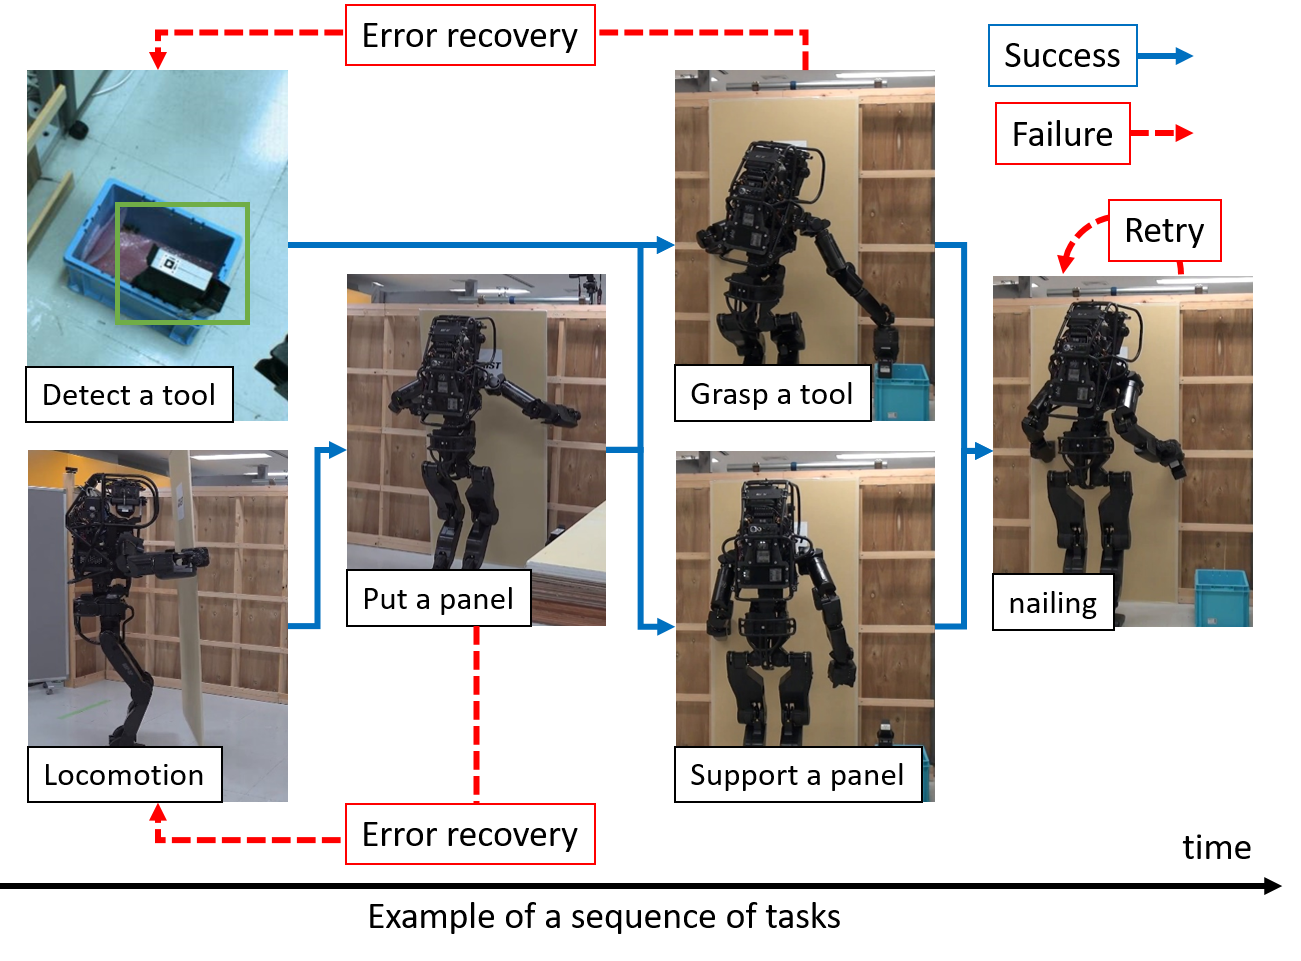 Error recovery
Success
Failure
Retry
Detect a tool
Grasp a tool
Put a panel
nailing
Locomotion
Support a panel
Error recovery
time
Example of a sequence of tasks